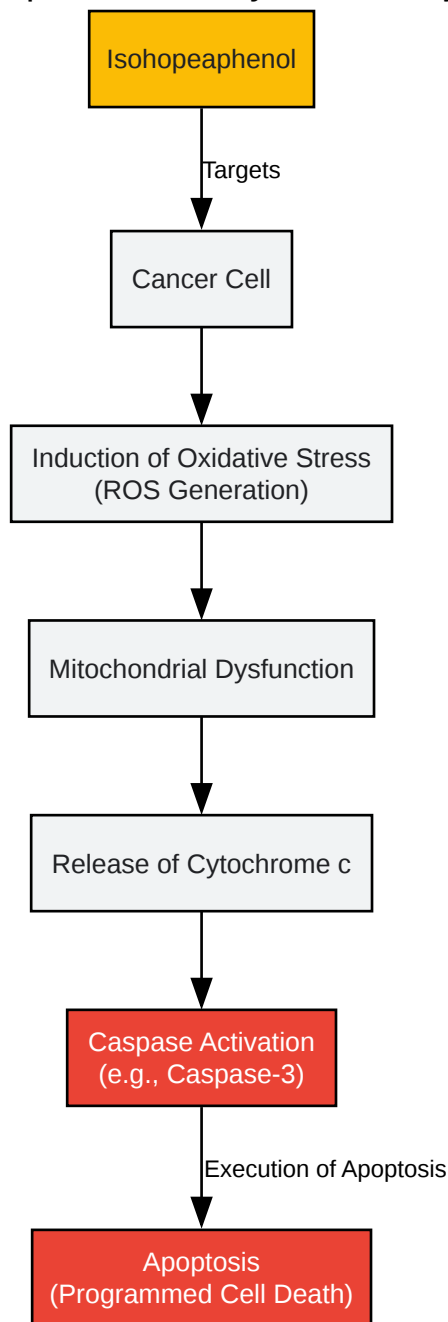 Isohopeaphenol
Targets
Cancer Cell
Induction of Oxidative Stress
(ROS Generation)
Mitochondrial Dysfunction
Release of Cytochrome c
Caspase Activation
(e.g., Caspase-3)
Execution of Apoptosis
Apoptosis
(Programmed Cell Death)